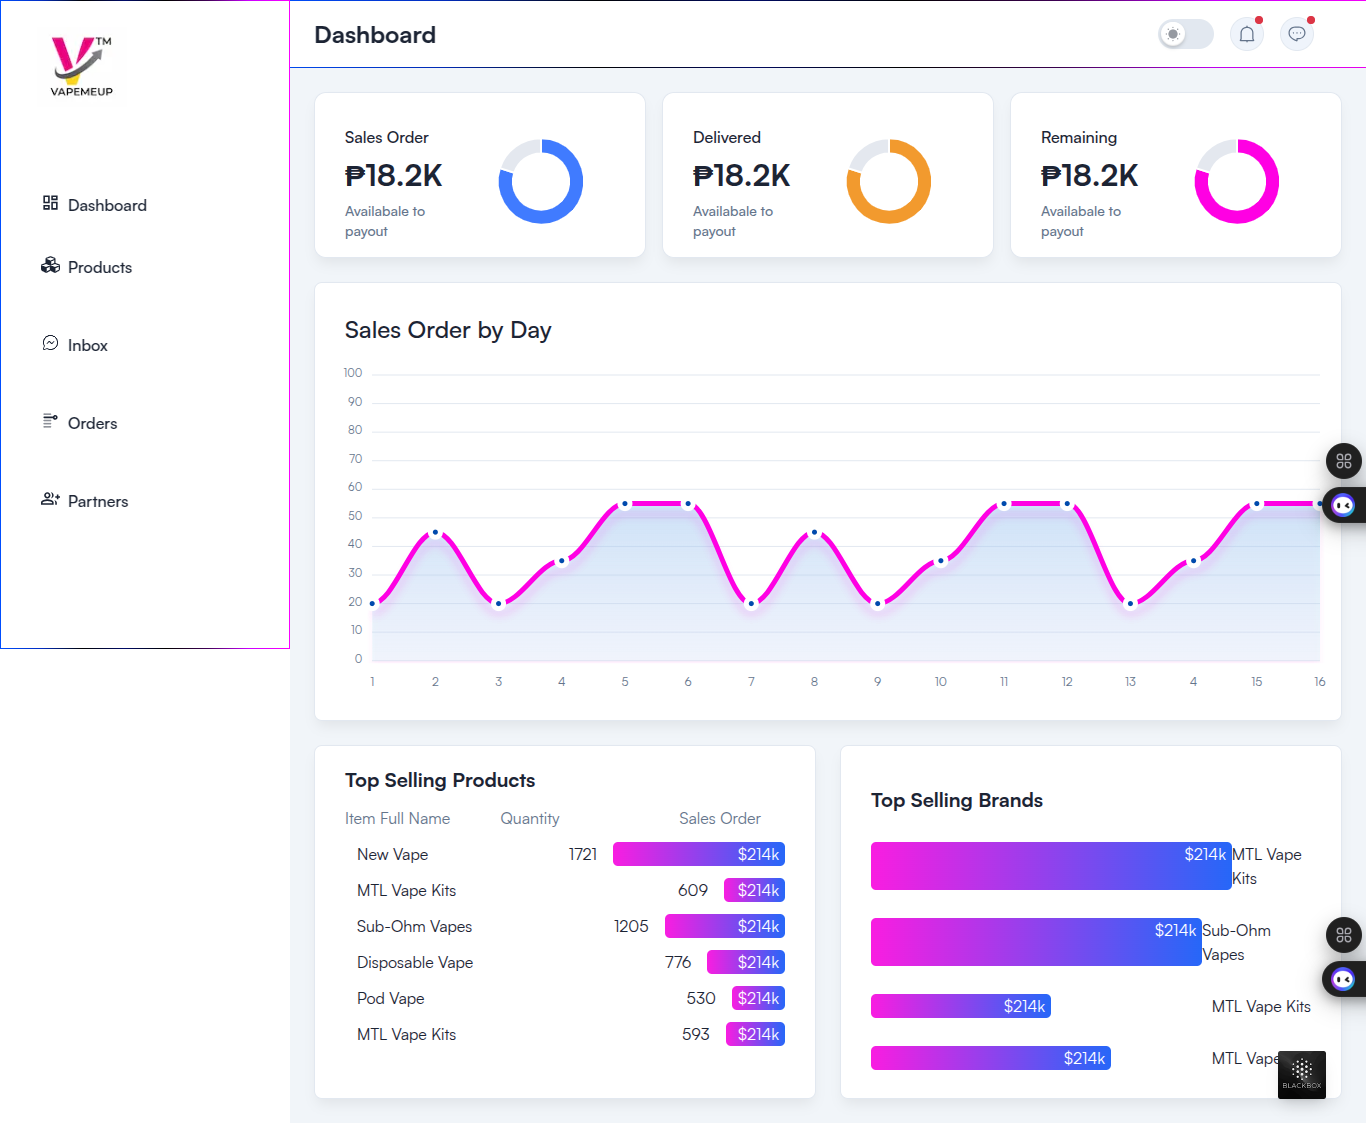 TM
VAPEMEUP
Dashboard
Products
Inbox
Orders
Partners
Dashboard
Sales Order
₱18.2K
Availabale to
payout
Delivered
₱18.2K
Availabale to
payout
Remaining
₱18.2K
Availabale to
payout
Sales Order by Day
100
90
80
70
60
50
40
30
20
10
0
1 2 3 4 5 6 7 8 9 10 11 12 13 4 15 16
Top Selling Products
Item Full Name Quantity Sales Order
New Vape 1721 $214k
MTL Vape Kits 609 $214k
Sub-Ohm Vapes 1205 $214k
Disposable Vape 776 $214k
Pod Vape 530 $214k
MTL Vape Kits 593 $214k
Top Selling Brands
$214k MTL Vape
Kits
$214k Sub-Ohm
Vapes
$214k MTL Vape Kits
$214k MTL Vape
BLACKBOX